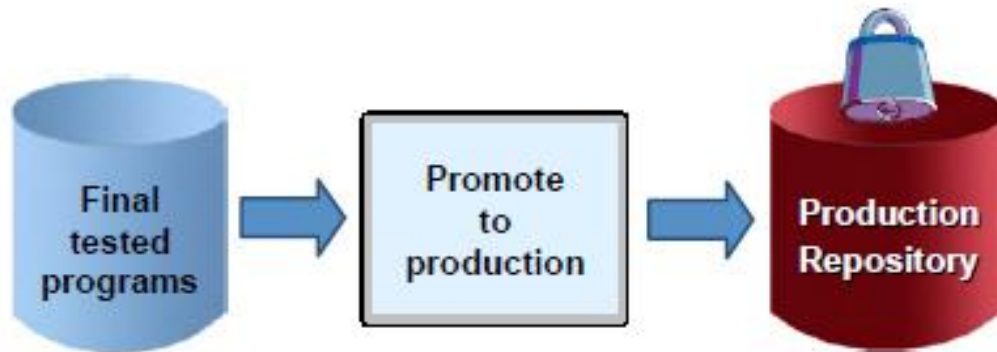 Final
tested
programs
Promote
to
production
Production
Repository